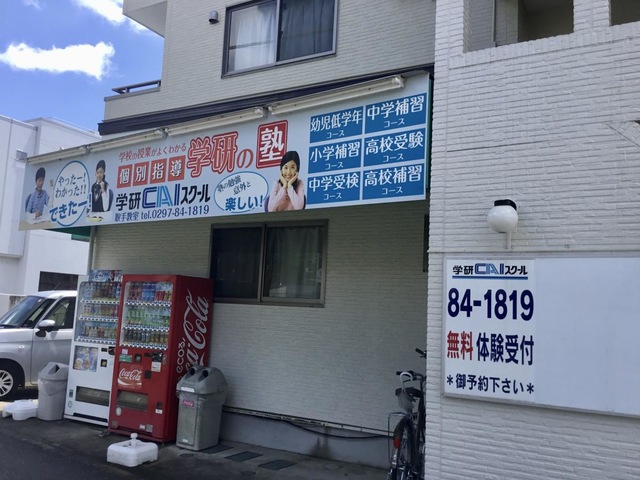 学校の授業がよくわかる
個別指導 学研の塾
学研CAIスクール
取手教室 tel.0297-84-1819
やったー!
わかった!!
できたー
塾の勉強
意外と
楽しい!
幼児低学年
コース
中学補習
コース
小学補習
コース
高校受験
コース
中学受検
コース
高校補習
コース
学研CAIスクール
84-1819
無料 体験受付
*御予約下さい*
Coca-Cola
Coca-Cola